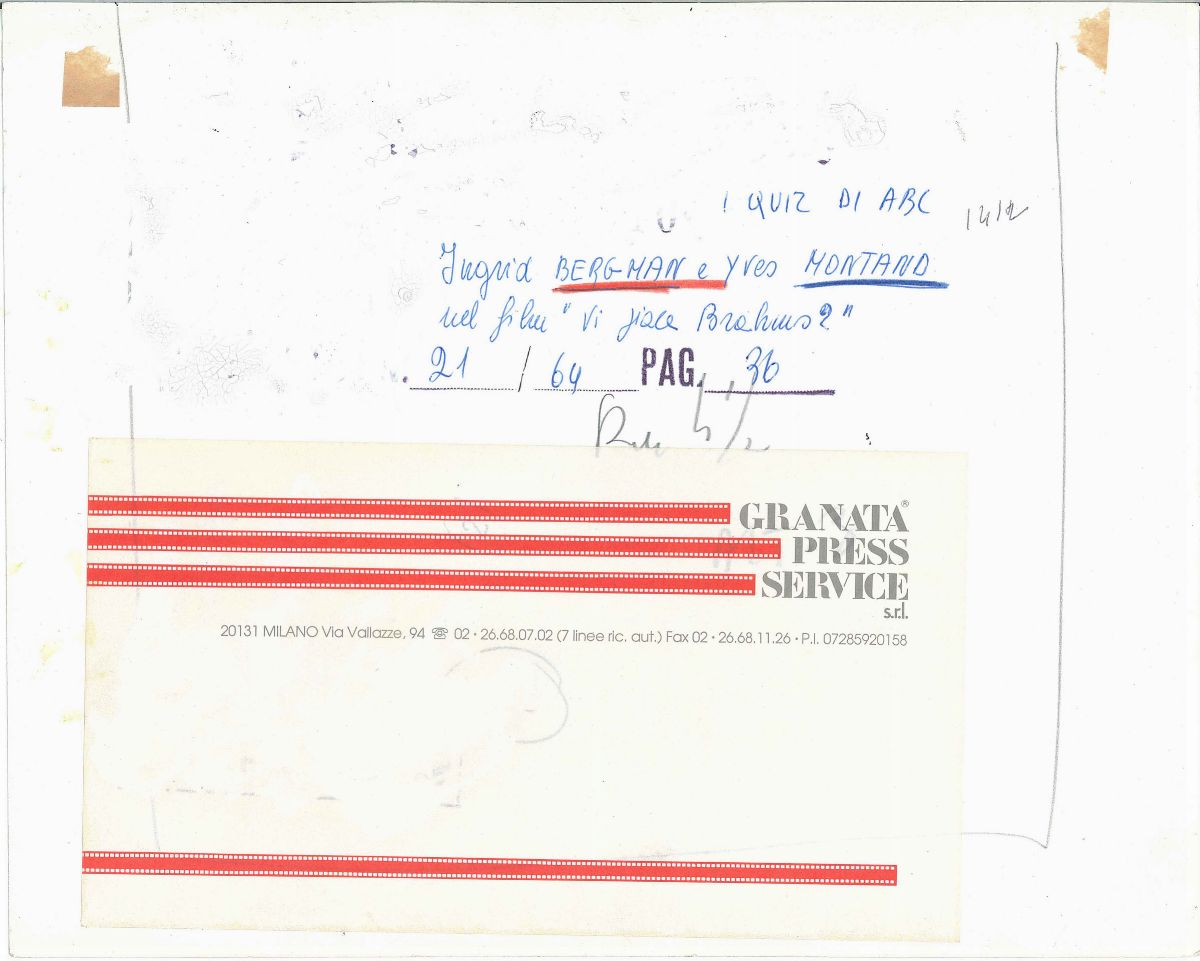 I QUIZ DI ABC
Ingrid BERGMAN e Yves MONTAND
nel film "Vi piace Brahms?"
21 / 64 PAG. 36
GRANATA®
PRESS
SERVICE
s.r.l.
20131 MILANO Via Vallazze, 94 ☏ 02 · 26.68.07.02 (7 linee ric. aut.) Fax 02 · 26.68.11.26 · P.I. 07285920158